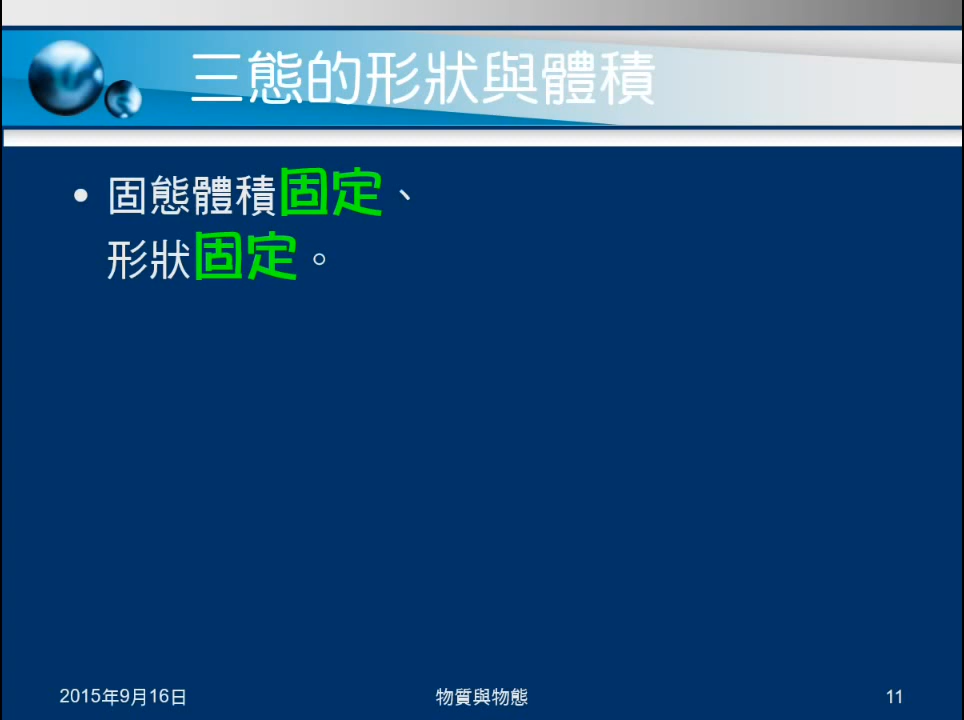 三態的形狀與體積
• 固態體積固定、
形狀固定。
2015年9月16日
物質與物態
11